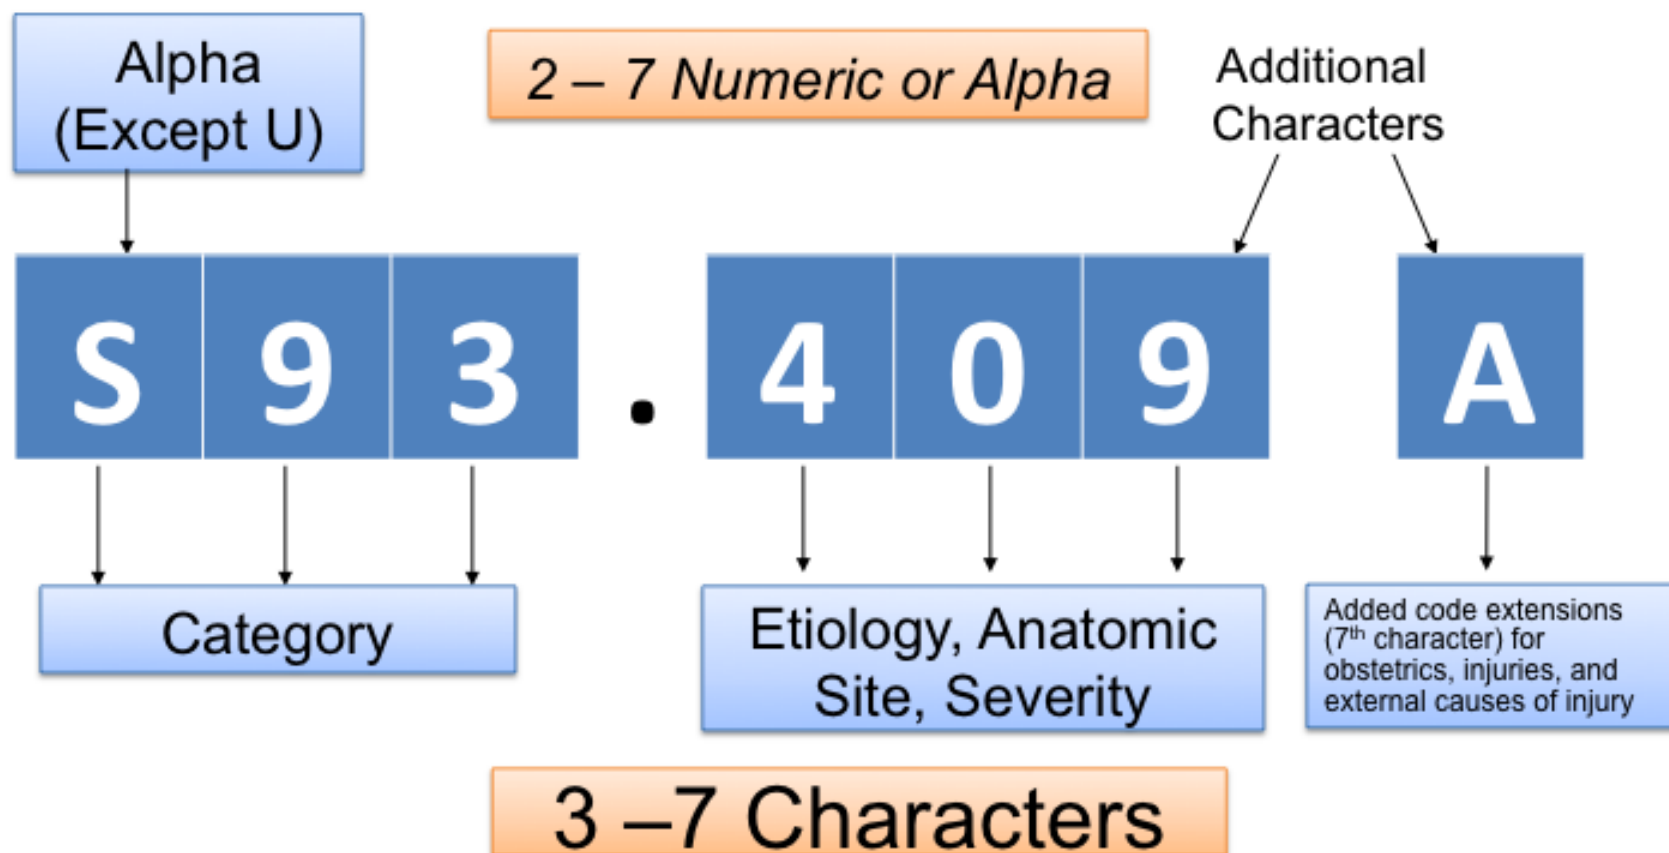 Alpha
(Except U)
2 – 7 Numeric or Alpha
Additional
Characters
S 9 3 . 4 0 9 A
Category
Etiology, Anatomic
Site, Severity
Added code extensions
(7th character) for
obstetrics, injuries, and
external causes of injury
3 –7 Characters